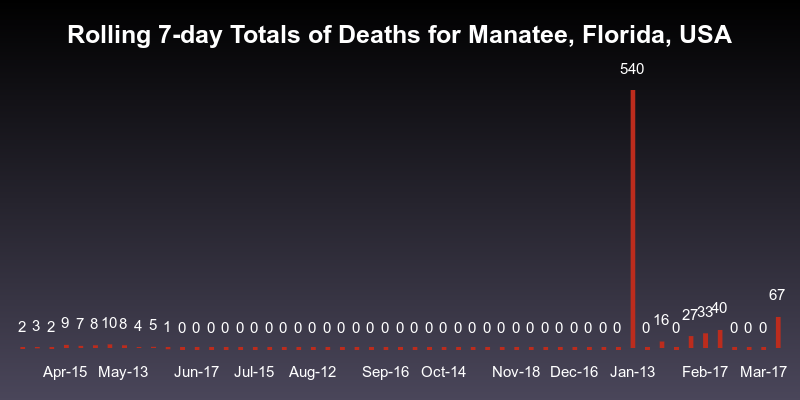 Rolling 7-day Totals of Deaths for Manatee, Florida, USA
540
67
2 3 2 9 7 8 10 8 4 5 1 0 0 0 0 0 0 0 0 0 0 0 0 0 0 0 0 0 0 0 0 0 0 0 0 0 0 0 0 0 0 0 0 16 0 27 33 40 0 0 0
Apr-15 May-13 Jun-17 Jul-15 Aug-12 Sep-16 Oct-14 Nov-18 Dec-16 Jan-13 Feb-17 Mar-17